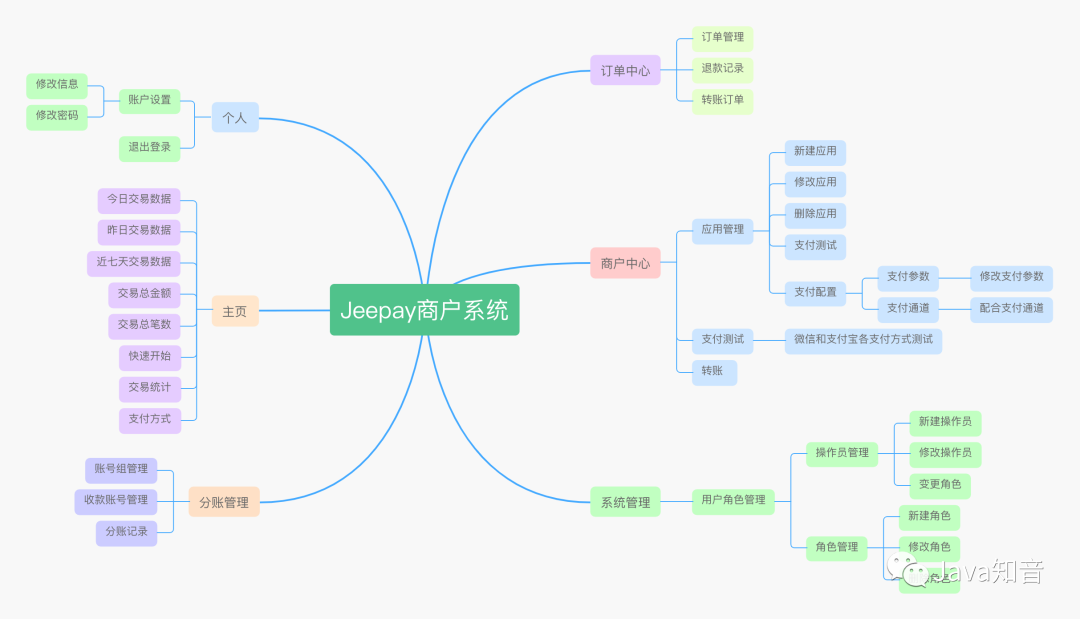 Jeepay商户系统
订单中心
订单管理
退款记录
转账订单
商户中心
应用管理
新建应用
修改应用
删除应用
支付测试
支付配置
支付参数
修改支付参数
支付通道
配合支付通道
支付测试
微信和支付宝各支付方式测试
转账
系统管理
用户角色管理
操作员管理
新建操作员
修改操作员
变更角色
角色管理
新建角色
修改角色
角色
个人
账户设置
修改信息
修改密码
退出登录
主页
今日交易数据
昨日交易数据
近七天交易数据
交易总金额
交易总笔数
快速开始
交易统计
支付方式
分账管理
账号组管理
收款账号管理
分账记录
Java知音